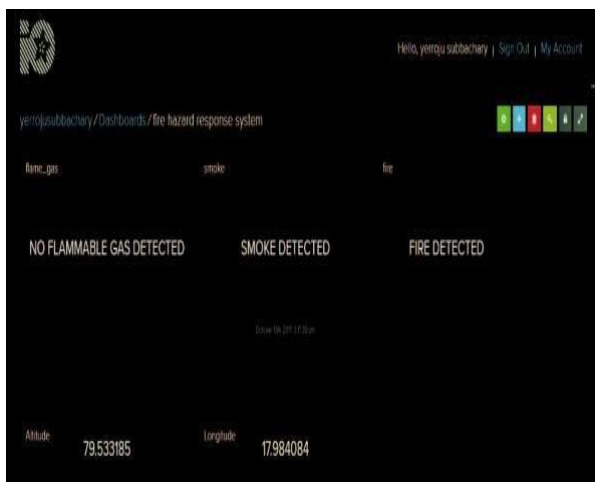 iO
Hello, yerroju subbachary | Sign Out | My Account
yerrojusubbachary/Dashboards/fire hazard response system
flame_gas smoke fire
NO FLAMMABLE GAS DETECTED SMOKE DETECTED FIRE DETECTED
Altitude 79.533185 Longitude 17.984084